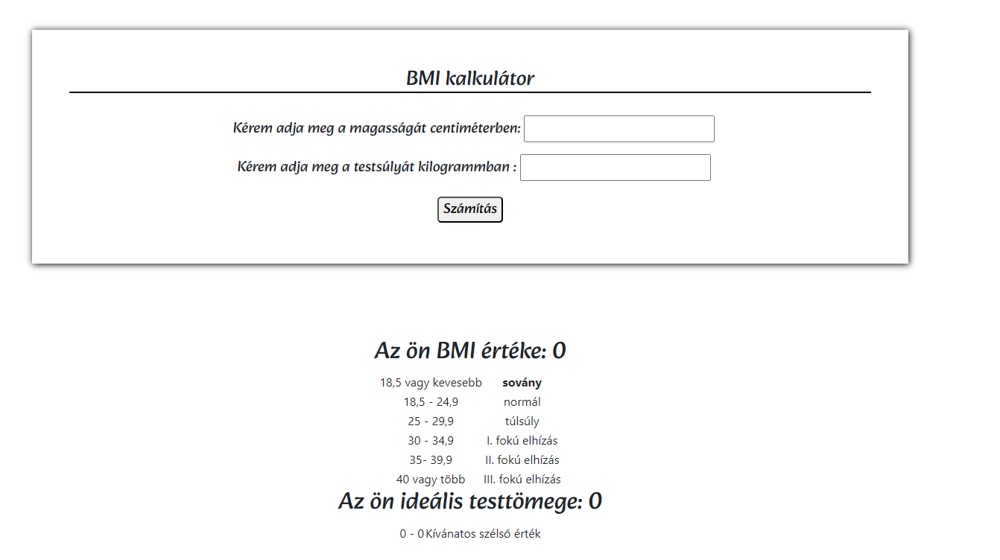 BMI kalkulátor
Kérem adja meg a magasságát centiméterben:
Kérem adja meg a testsúlyát kilogrammban :
Számítás
Az ön BMI értéke: 0
18,5 vagy kevesebb sovány
18,5 - 24,9 normál
25 - 29,9 túlsúly
30 - 34,9 I. fokú elhízás
35- 39,9 II. fokú elhízás
40 vagy több III. fokú elhízás
Az ön ideális testtömege: 0
0 - 0 Kívánatos szélső érték